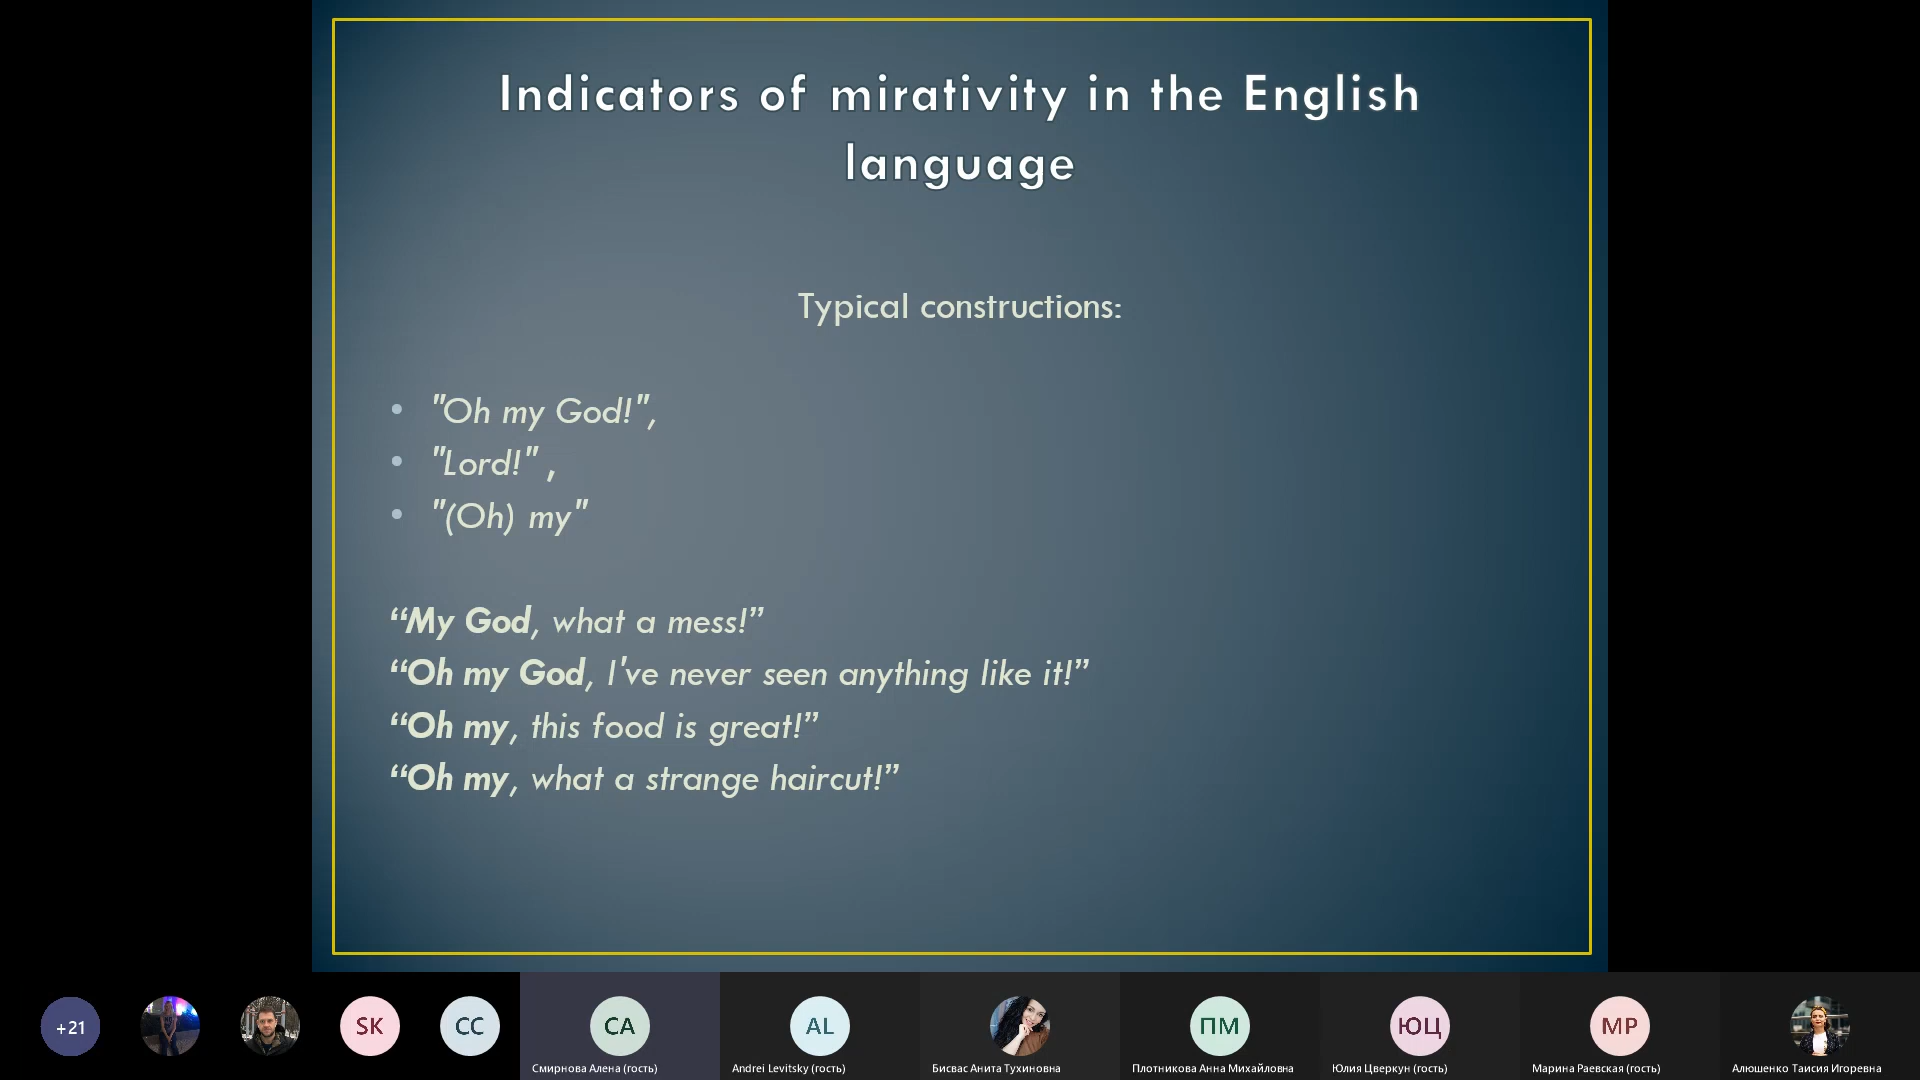 Indicators of mirativity in the English
language
Typical constructions:
• "Oh my God!",
• "Lord!" ,
• "(Oh) my"
“My God, what a mess!”
“Oh my God, I've never seen anything like it!”
“Oh my, this food is great!”
“Oh my, what a strange haircut!”
+21
SK
CC
CA
AL
ПМ
ЮЦ
МР
Смирнова Алена (гость)
Andrei Levitsky (гость)
Бисвас Анита Тухиновна
Плотникова Анна Михайловна
Юлия Цверкун (гость)
Марина Раевская (гость)
Алюшенко Таисия Игоревна